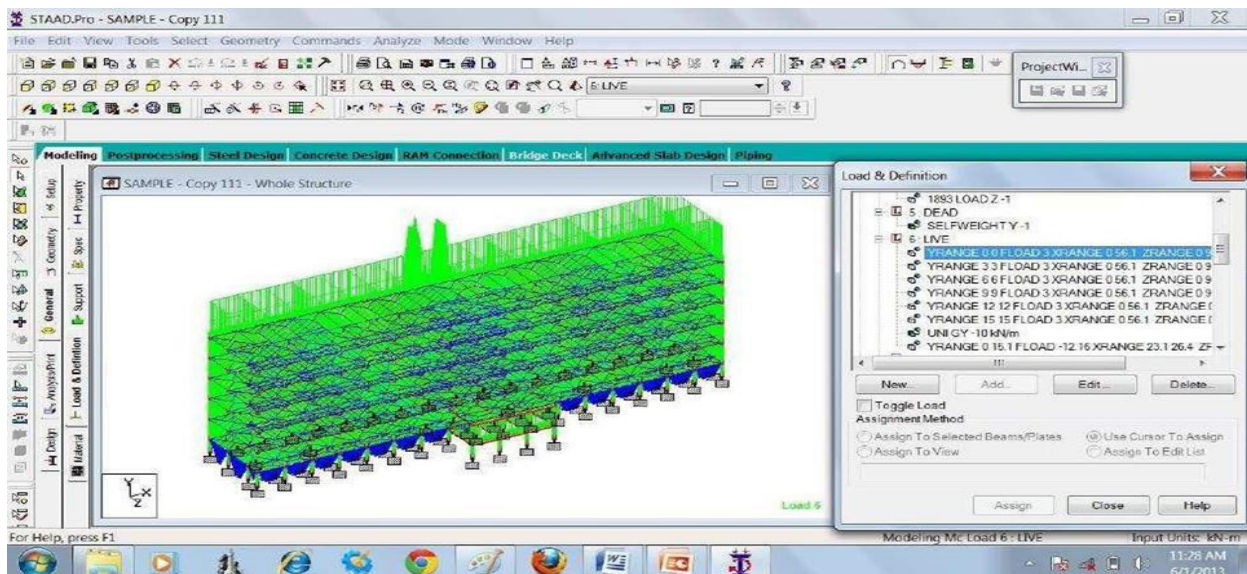 STAAD.Pro - SAMPLE - Copy 111
File Edit View Tools Select Geometry Commands Analyze Mode Window Help
ProjectWi...
6: LIVE
Modeling Postprocessing Steel Design Concrete Design RAM Connection Bridge Deck Advanced Slab Design Piping
Setup
Geometry
General
Analysis/Print
Design
Property
Spec
Support
Load & Definition
Material
SAMPLE - Copy 111 - Whole Structure
Y
X
Z
Load 6
Load & Definition
1893 LOAD Z -1
5 : DEAD
SELFWEIGHT Y -1
6 : LIVE
YRANGE 0 0 FLOAD 3 XRANGE 0 56.1 ZRANGE 0 9
YRANGE 3 3 FLOAD 3 XRANGE 0 56.1 ZRANGE 0 9
YRANGE 6 6 FLOAD 3 XRANGE 0 56.1 ZRANGE 0 9
YRANGE 9 9 FLOAD 3 XRANGE 0 56.1 ZRANGE 0 9
YRANGE 12 12 FLOAD 3 XRANGE 0 56.1 ZRANGE
YRANGE 15 15 FLOAD 3 XRANGE 0 56.1 ZRANGE
UNI GY -10 kN/m
YRANGE 0 15.1 FLOAD -12.16 XRANGE 23.1 26.4
New... Add... Edit... Delete...
Toggle Load
Assignment Method
Assign To Selected Beams/Plates Use Cursor To Assign
Assign To View Assign To Edit List
Assign Close Help
For Help, press F1
Modeling Mc Load 6 : LIVE Input Units: kN-m
11:28 AM
6/1/2013